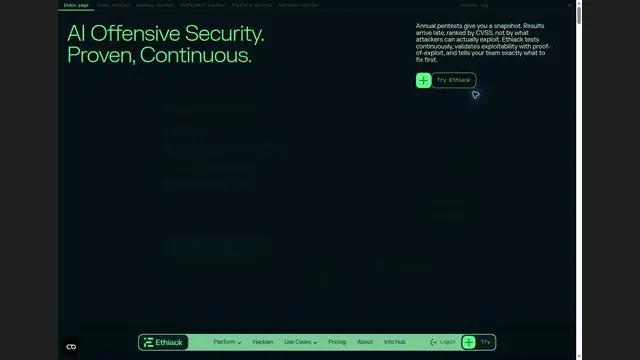 Index.page
AI Offensive Security.
Proven, Continuous.
Annual pentests give you a snapshot. Results
arrive late, ranked by CVSS, not by what
attackers can actually exploit. Ethiack tests
continuously, validates exploitability with proof-
of-exploit, and tells your team exactly what to
fix first.
Try Ethiack
Ethiack
Platform
Hackian
Use Cases
Pricing
About
Info Hub
Login
Try